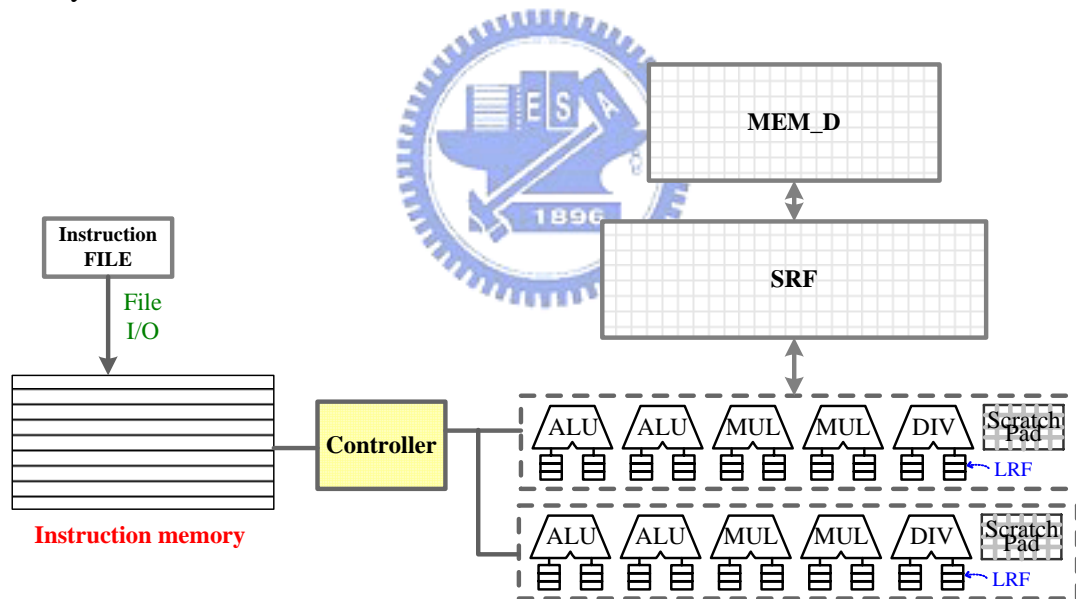 ESA
1896
MEM_D
Instruction
FILE
SRF
File
I/O
Controller
ALU ALU MUL MUL DIV
Scratch
Pad
LRF
Instruction memory
ALU ALU MUL MUL DIV
Scratch
Pad
LRF